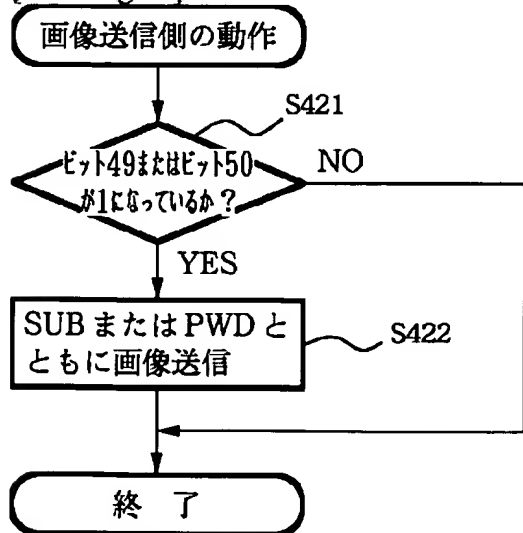 画像送信側の動作
S421
ビット49またはビット50
が1になっているか?
NO
YES
SUBまたはPWDと
ともに画像送信
S422
終 了